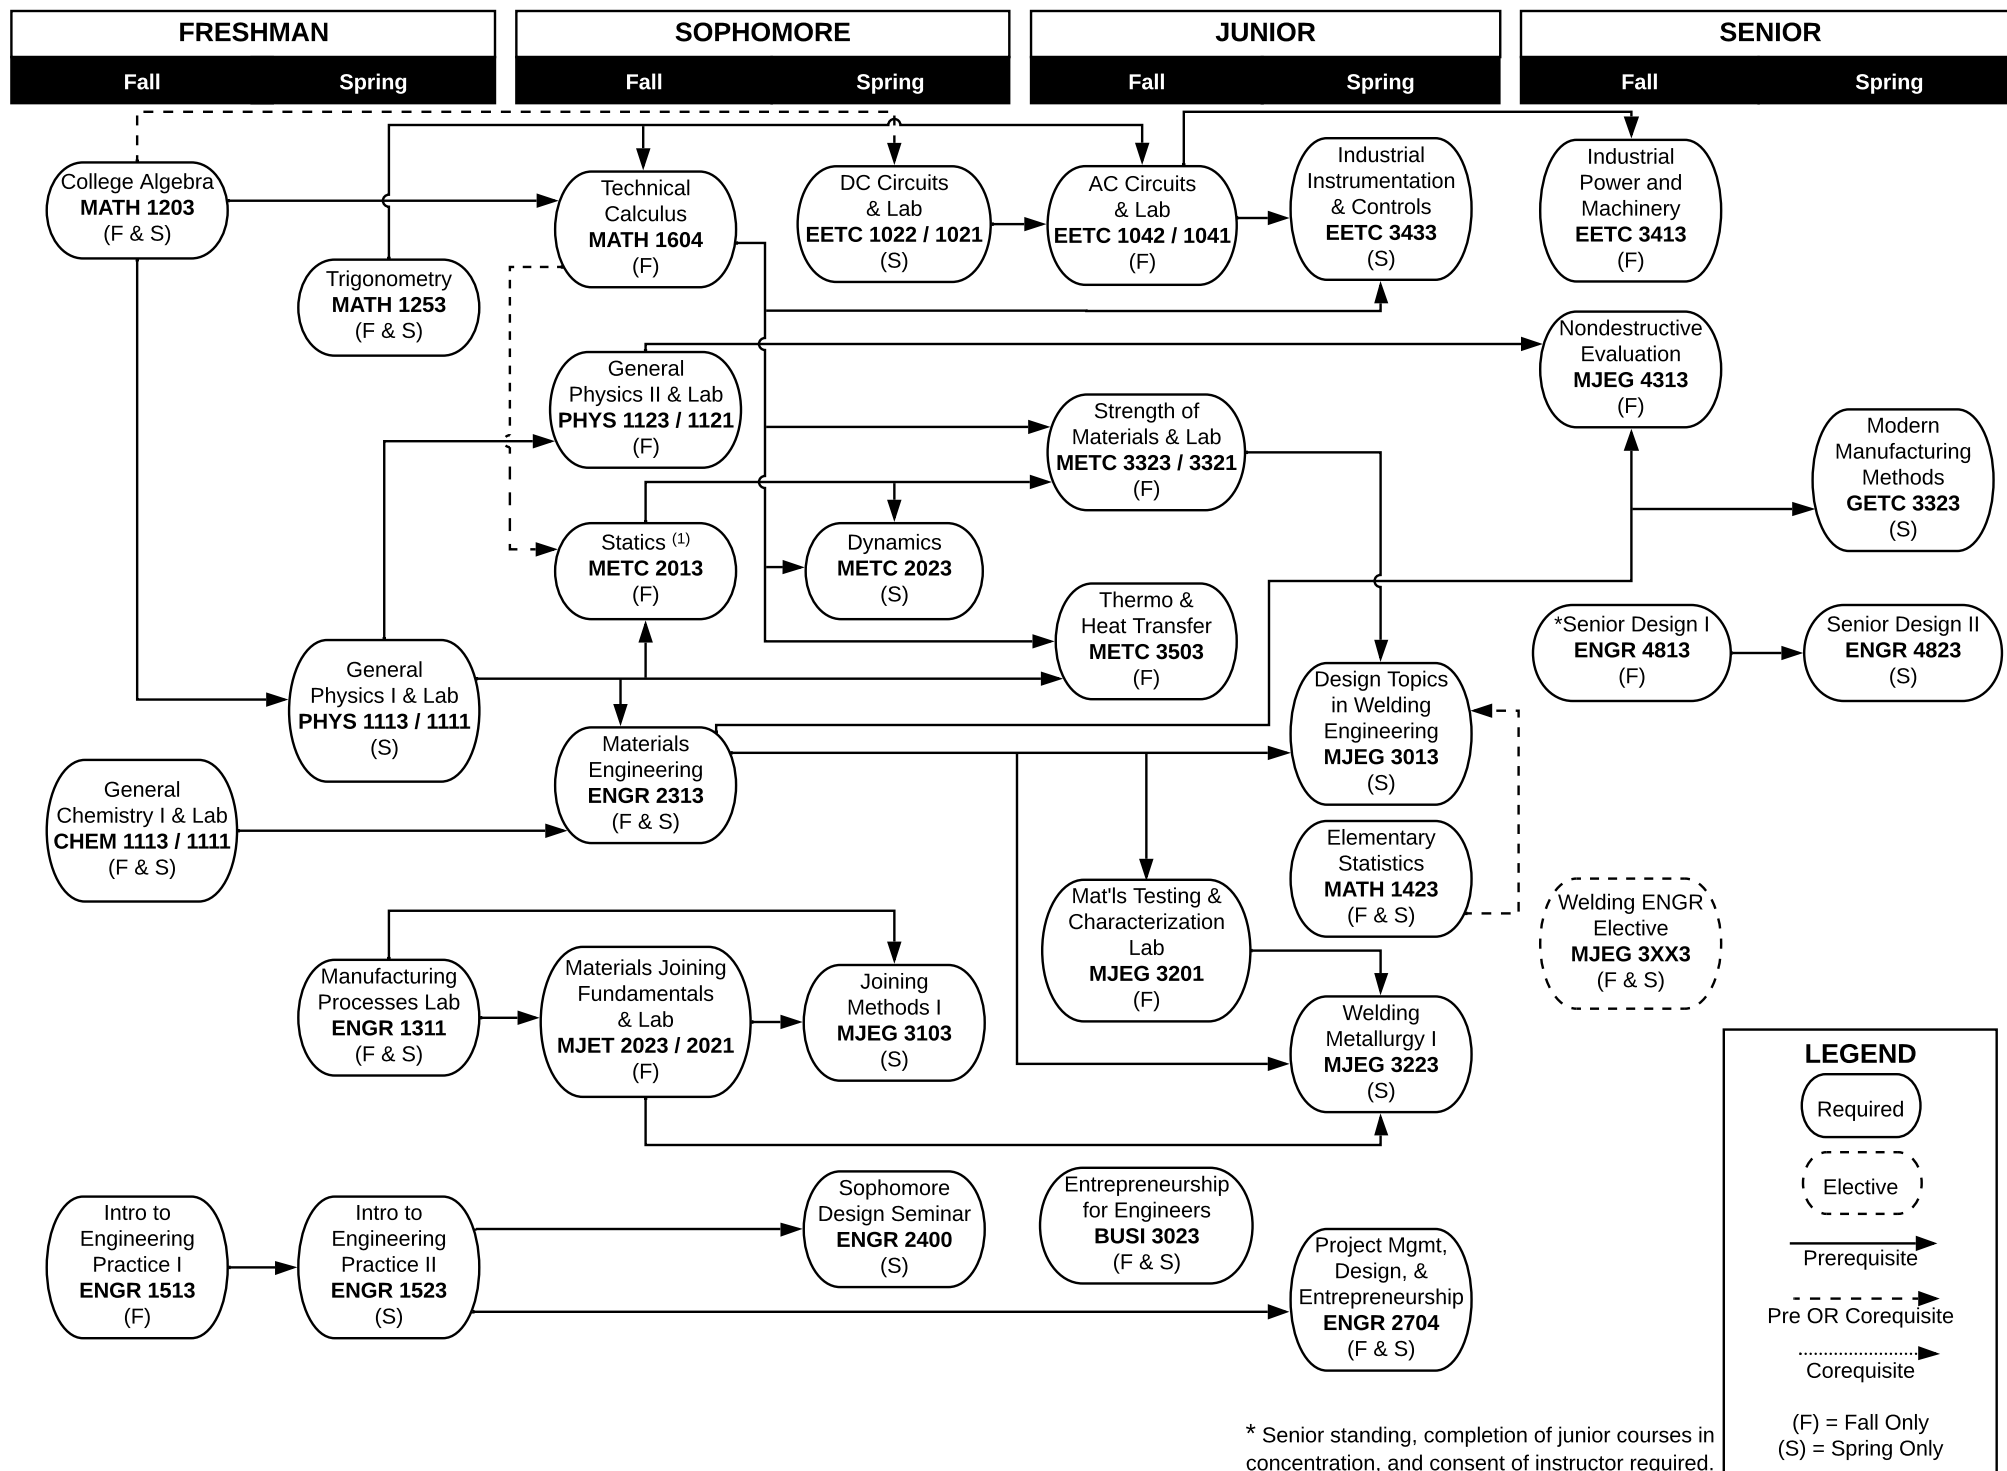 FRESHMAN
Fall
Spring
SOPHOMORE
Fall
Spring
JUNIOR
Fall
Spring
SENIOR
Fall
Spring
College Algebra
MATH 1203
(F & S)
Trigonometry
MATH 1253
(F & S)
Technical
Calculus
MATH 1604
(F)
DC Circuits
& Lab
EETC 1022 / 1021
(S)
AC Circuits
& Lab
EETC 1042 / 1041
(F)
Industrial
Instrumentation
& Controls
EETC 3433
(S)
Industrial
Power and
Machinery
EETC 3413
(F)
General
Physics II & Lab
PHYS 1123 / 1121
(F)
Nondestructive
Evaluation
MJEG 4313
(F)
Strength of
Materials & Lab
METC 3323 / 3321
(F)
Modern
Manufacturing
Methods
GETC 3323
(S)
Statics (1)
METC 2013
(F)
Dynamics
METC 2023
(S)
Thermo &
Heat Transfer
METC 3503
(F)
*Senior Design I
ENGR 4813
(F)
Senior Design II
ENGR 4823
(S)
General
Physics I & Lab
PHYS 1113 / 1111
(S)
Design Topics
in Welding
Engineering
MJEG 3013
(S)
General
Chemistry I & Lab
CHEM 1113 / 1111
(F & S)
Materials
Engineering
ENGR 2313
(F & S)
Elementary
Statistics
MATH 1423
(F & S)
Mat'ls Testing &
Characterization
Lab
MJEG 3201
(F)
Welding ENGR
Elective
MJEG 3XX3
(F & S)
Manufacturing
Processes Lab
ENGR 1311
(F & S)
Materials Joining
Fundamentals
& Lab
MJET 2023 / 2021
(F)
Joining
Methods I
MJEG 3103
(S)
Welding
Metallurgy I
MJEG 3223
(S)
Intro to
Engineering
Practice I
ENGR 1513
(F)
Intro to
Engineering
Practice II
ENGR 1523
(S)
Sophomore
Design Seminar
ENGR 2400
(S)
Entrepreneurship
for Engineers
BUSI 3023
(F & S)
Project Mgmt,
Design, &
Entrepreneurship
ENGR 2704
(F & S)
LEGEND
Required
Elective
Prerequisite
Pre OR Corequisite
Corequisite
(F) = Fall Only
(S) = Spring Only
* Senior standing, completion of junior courses in
concentration, and consent of instructor required.